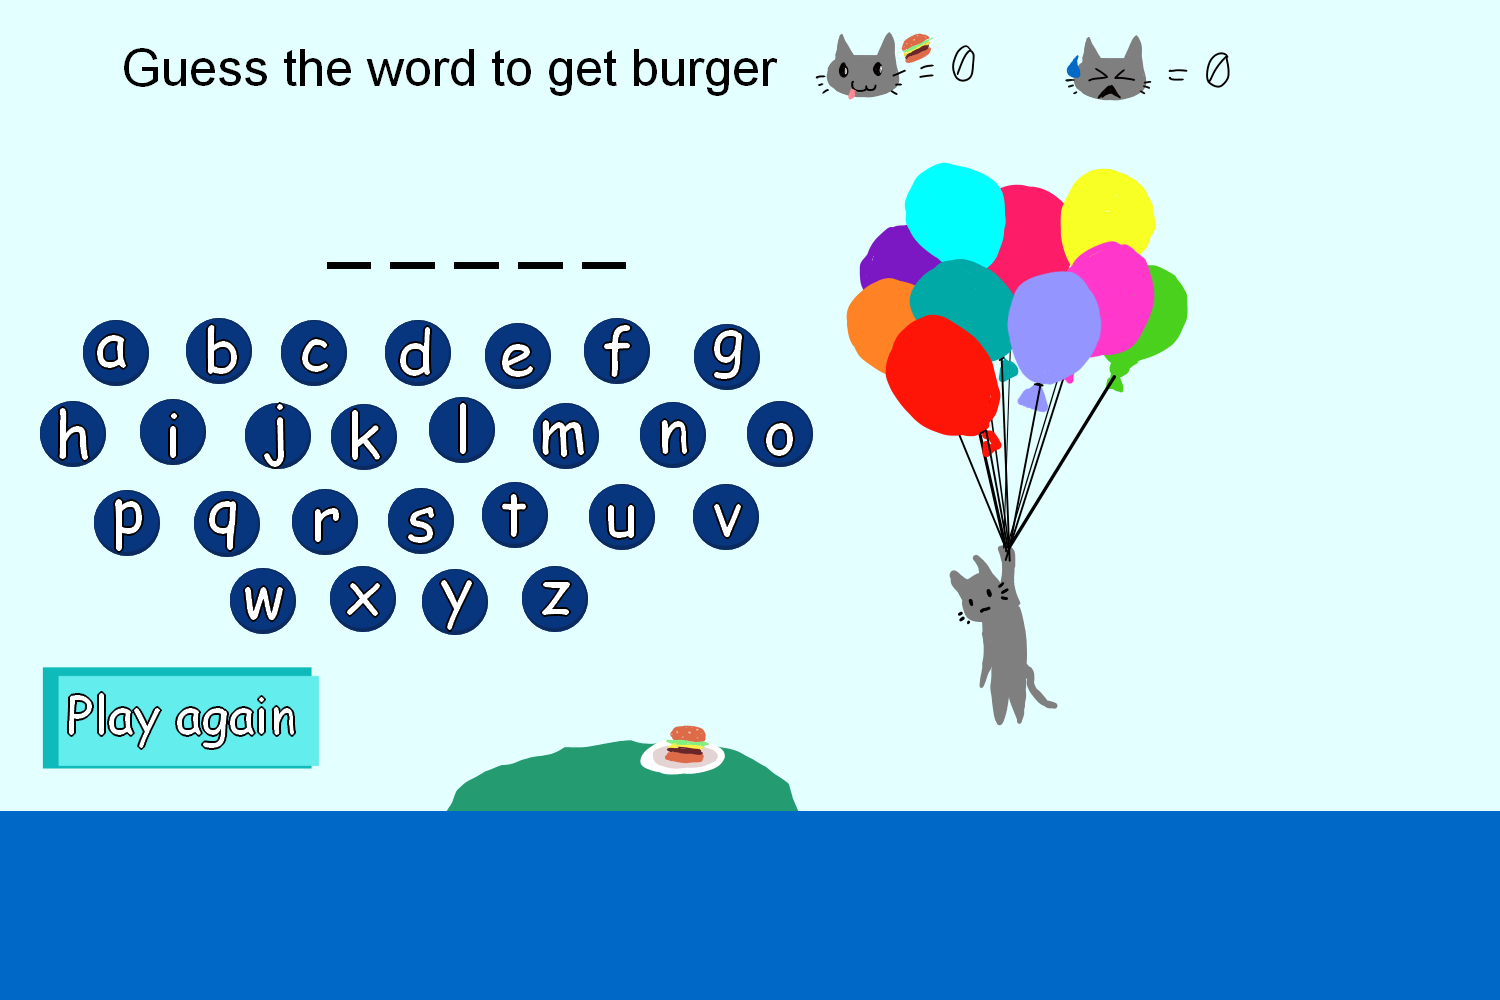 Guess the word to get burger = 0 = 0
_ _ _ _ _
a b c d e f g
h i j k l m n o
p q r s t u v
w x y z
Play again